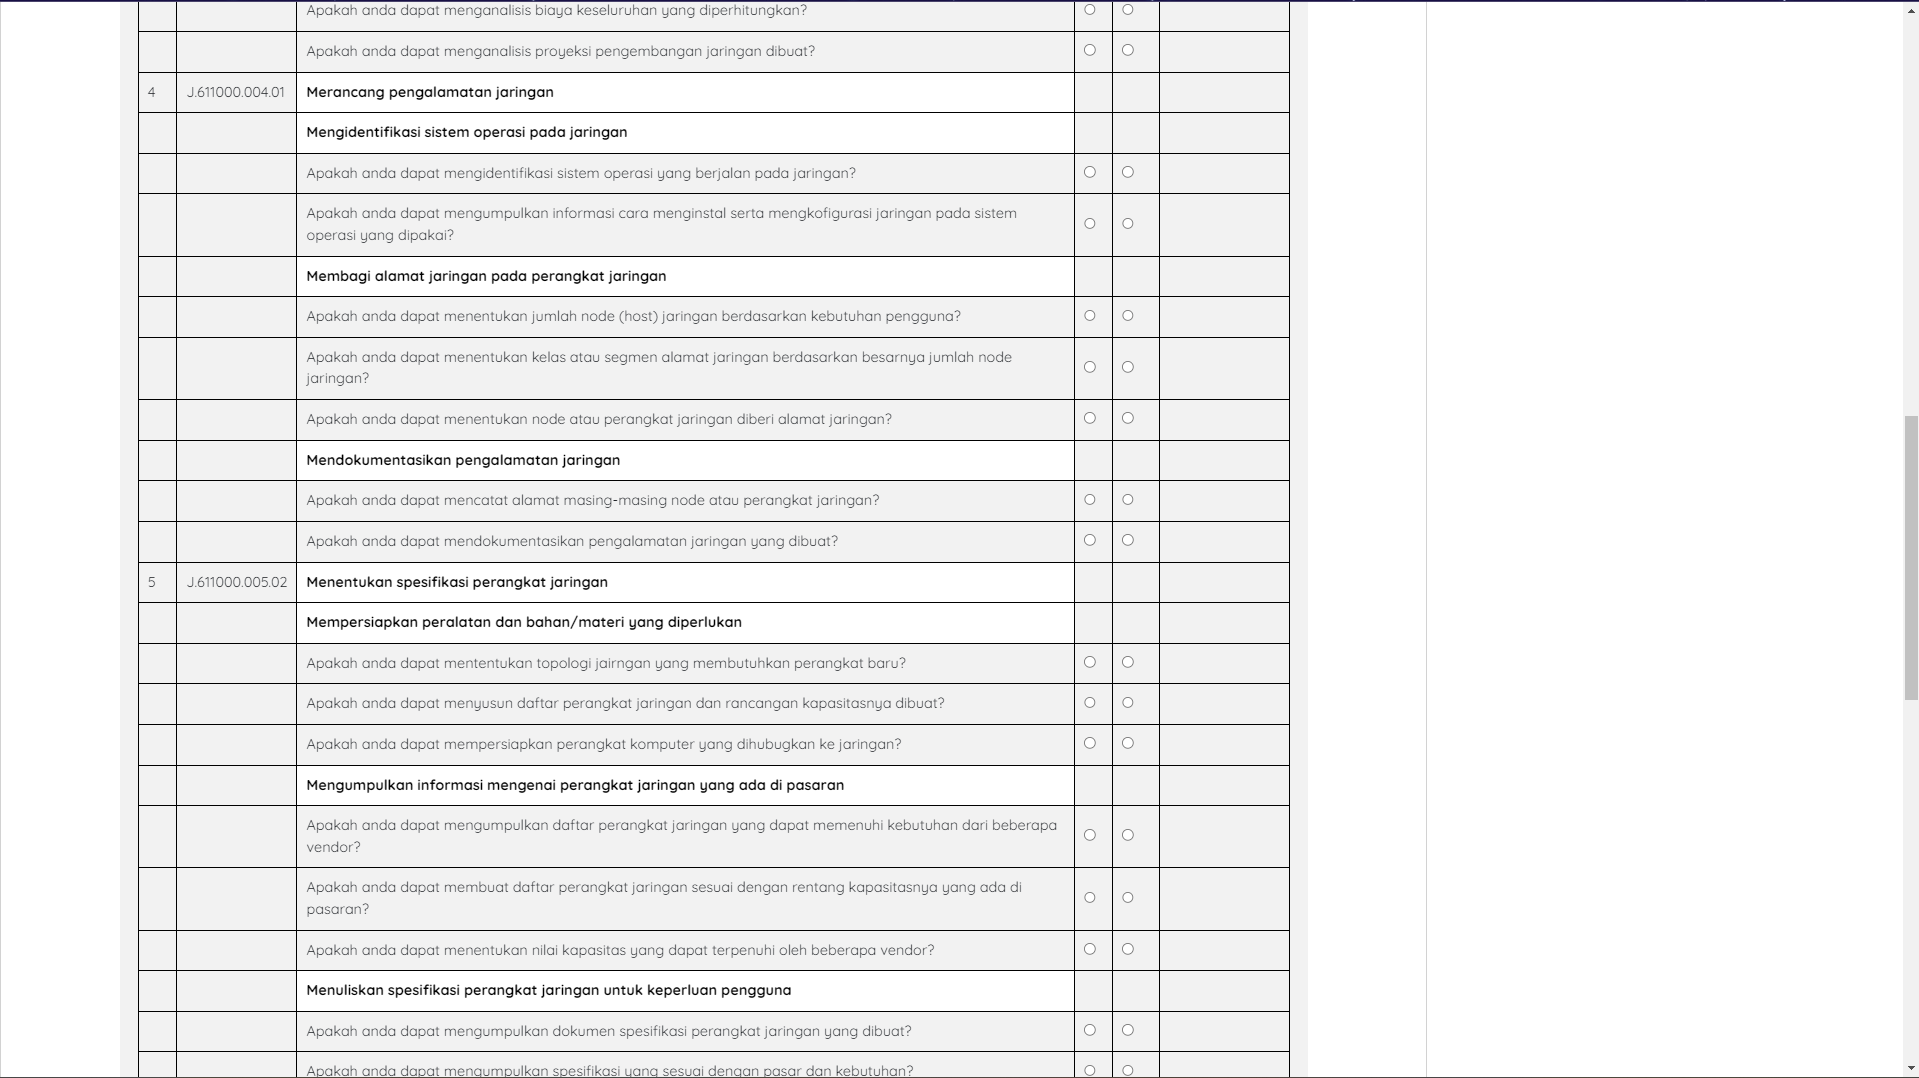 Apakah anda dapat menganalisis biaya keseluruhan yang diperhitungkan?
Apakah anda dapat menganalisis proyeksi pengembangan jaringan dibuat?
4 J.611000.004.01 Merancang pengalamatan jaringan
Mengidentifikasi sistem operasi pada jaringan
Apakah anda dapat mengidentifikasi sistem operasi yang berjalan pada jaringan?
Apakah anda dapat mengumpulkan informasi cara menginstal serta mengkofigurasi jaringan pada sistem
operasi yang dipakai?
Membagi alamat jaringan pada perangkat jaringan
Apakah anda dapat menentukan jumlah node (host) jaringan berdasarkan kebutuhan pengguna?
Apakah anda dapat menentukan kelas atau segmen alamat jaringan berdasarkan besarnya jumlah node
jaringan?
Apakah anda dapat menentukan node atau perangkat jaringan diberi alamat jaringan?
Mendokumentasikan pengalamatan jaringan
Apakah anda dapat mencatat alamat masing-masing node atau perangkat jaringan?
Apakah anda dapat mendokumentasikan pengalamatan jaringan yang dibuat?
5 J.611000.005.02 Menentukan spesifikasi perangkat jaringan
Mempersiapkan peralatan dan bahan/materi yang diperlukan
Apakah anda dapat mententukan topologi jairngan yang membutuhkan perangkat baru?
Apakah anda dapat menyusun daftar perangkat jaringan dan rancangan kapasitasnya dibuat?
Apakah anda dapat mempersiapkan perangkat komputer yang dihubugkan ke jaringan?
Mengumpulkan informasi mengenai perangkat jaringan yang ada di pasaran
Apakah anda dapat mengumpulkan daftar perangkat jaringan yang dapat memenuhi kebutuhan dari beberapa
vendor?
Apakah anda dapat membuat daftar perangkat jaringan sesuai dengan rentang kapasitasnya yang ada di
pasaran?
Apakah anda dapat menentukan nilai kapasitas yang dapat terpenuhi oleh beberapa vendor?
Menuliskan spesifikasi perangkat jaringan untuk keperluan pengguna
Apakah anda dapat mengumpulkan dokumen spesifikasi perangkat jaringan yang dibuat?
Apakah anda dapat mengumpulkan spesifikasi yang sesuai dengan pasar dan kebutuhan?